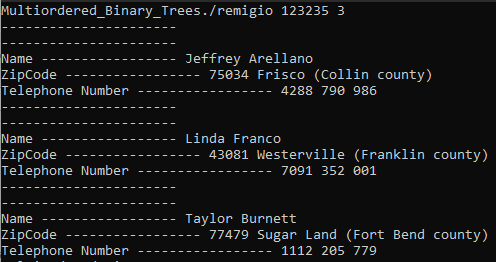 Multiordered_Binary_Trees./remigio 123235 3
-----------------------
-----------------------
Name ------------------ Jeffrey Arellano
ZipCode ------------------ 75034 Frisco (Collin county)
Telephone Number ------------------ 4288 790 986
-----------------------
-----------------------
Name ------------------ Linda Franco
ZipCode ------------------ 43081 Westerville (Franklin county)
Telephone Number ------------------ 7091 352 001
-----------------------
-----------------------
Name ------------------ Taylor Burnett
ZipCode ------------------ 77479 Sugar Land (Fort Bend county)
Telephone Number ------------------ 1112 205 779